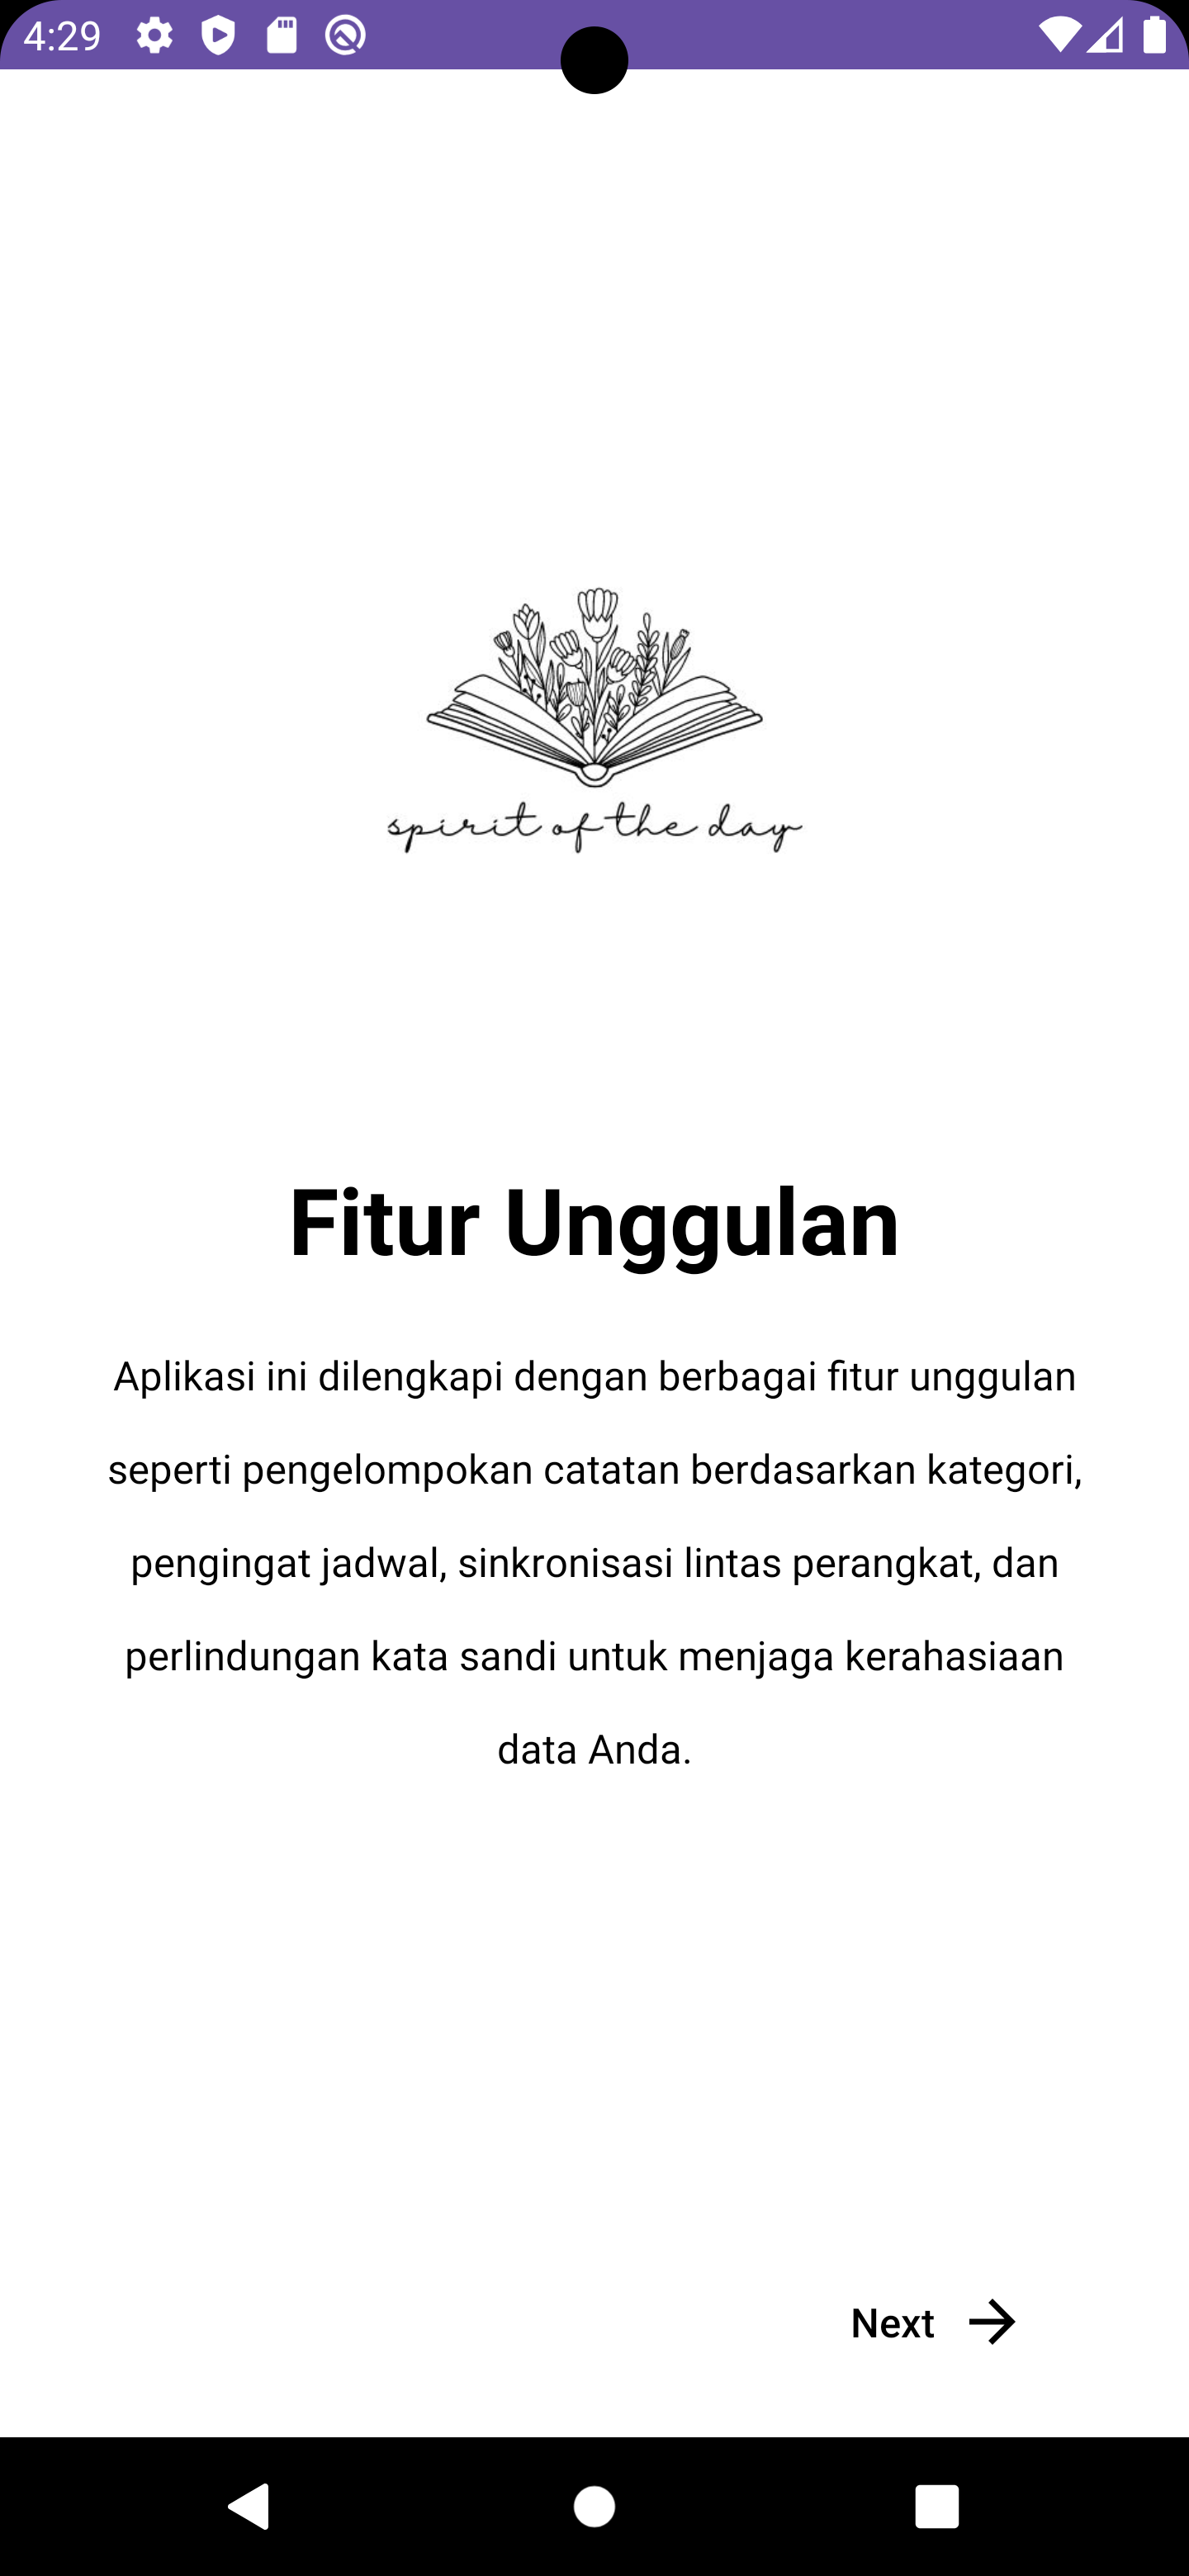 4:29
spirit of the day
Fitur Unggulan
Aplikasi ini dilengkapi dengan berbagai fitur unggulan
seperti pengelompokan catatan berdasarkan kategori,
pengingat jadwal, sinkronisasi lintas perangkat, dan
perlindungan kata sandi untuk menjaga kerahasiaan
data Anda.
Next